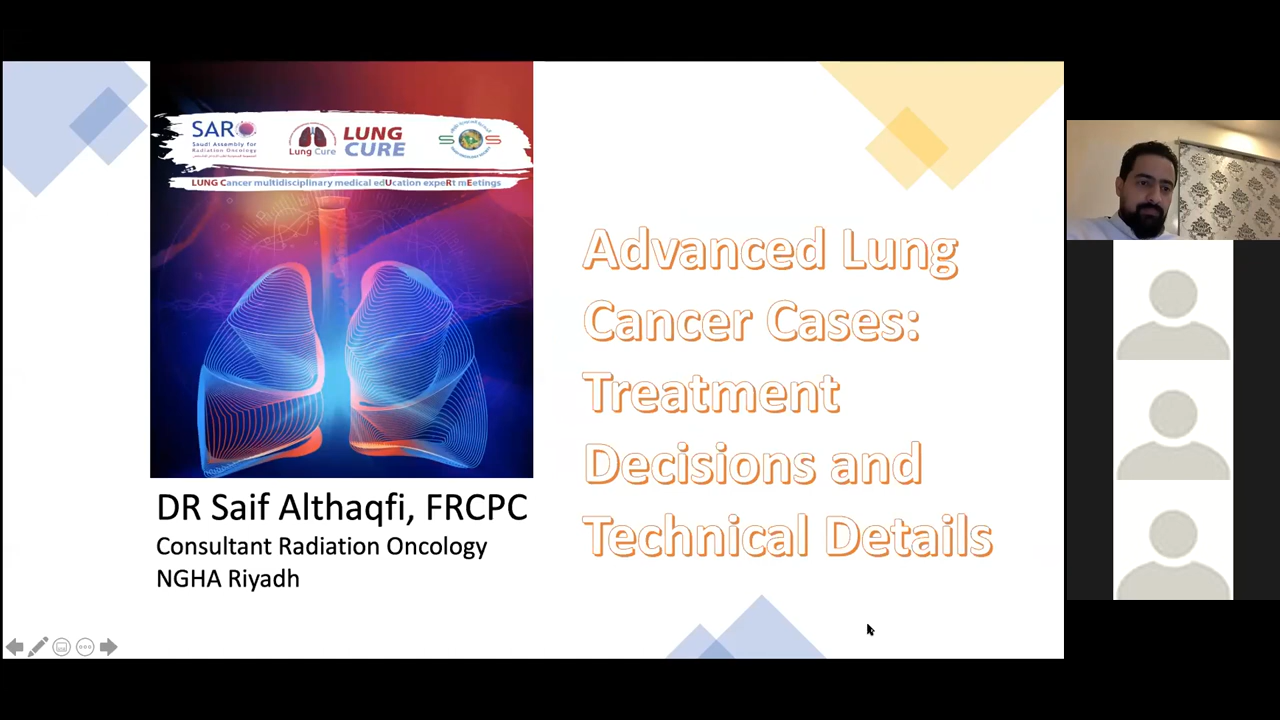 SAR
Saudi Assembly for
Radiation Oncology
Lung Cure
LUNG
CURE
S S
LUNG Cancer multidisciplinary medical edUcation expeRt mEetings
Advanced Lung
Cancer Cases:
Treatment
Decisions and
Technical Details
DR Saif Althaqfi, FRCPC
Consultant Radiation Oncology
NGHA Riyadh